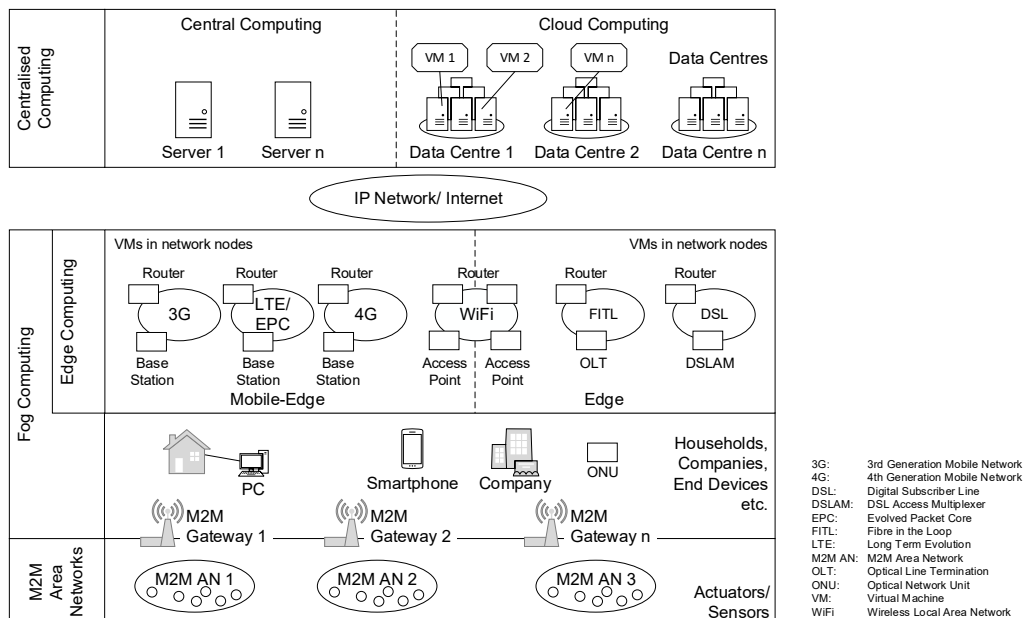 Centralised
Computing
Central Computing
Cloud Computing
VM 1
VM 2
VM n
Data Centres
Server 1
Server n
Data Centre 1
Data Centre 2
Data Centre n
IP Network/ Internet
Fog Computing
Edge Computing
VMs in network nodes
VMs in network nodes
Router
Router
Router
Router
Router
Router
3G
LTE/
EPC
4G
WiFi
FITL
DSL
Base
Station
Base
Station
Base
Station
Access
Point
Access
Point
OLT
DSLAM
Mobile-Edge
Edge
PC
Smartphone
Company
ONU
Households,
Companies,
End Devices
etc.
M2M
Gateway 1
M2M
Gateway 2
M2M
Gateway n
M2M
Area
Networks
M2M AN 1
M2M AN 2
M2M AN 3
Actuators/
Sensors
3G: 3rd Generation Mobile Network
4G: 4th Generation Mobile Network
DSL: Digital Subscriber Line
DSLAM: DSL Access Multiplexer
EPC: Evolved Packet Core
FITL: Fibre in the Loop
LTE: Long Term Evolution
M2M AN: M2M Area Network
OLT: Optical Line Termination
ONU: Optical Network Unit
VM: Virtual Machine
WiFi Wireless Local Area Network